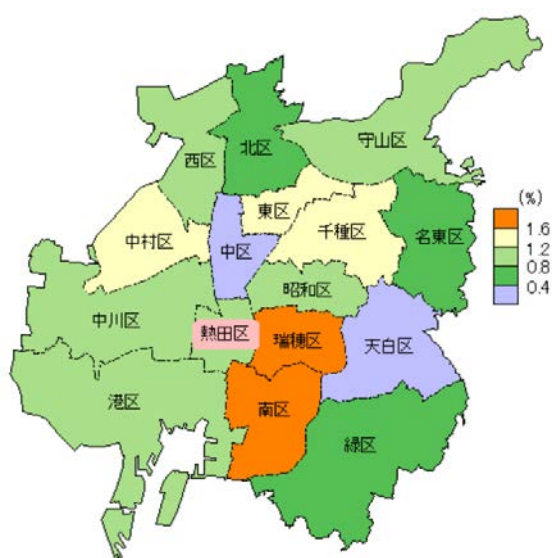 守山区
北区
西区
東区
千種区
名東区
中村区
中区
昭和区
中川区
熱田区
瑞穂区
天白区
港区
南区
緑区
(%)
1.6
1.2
0.8
0.4